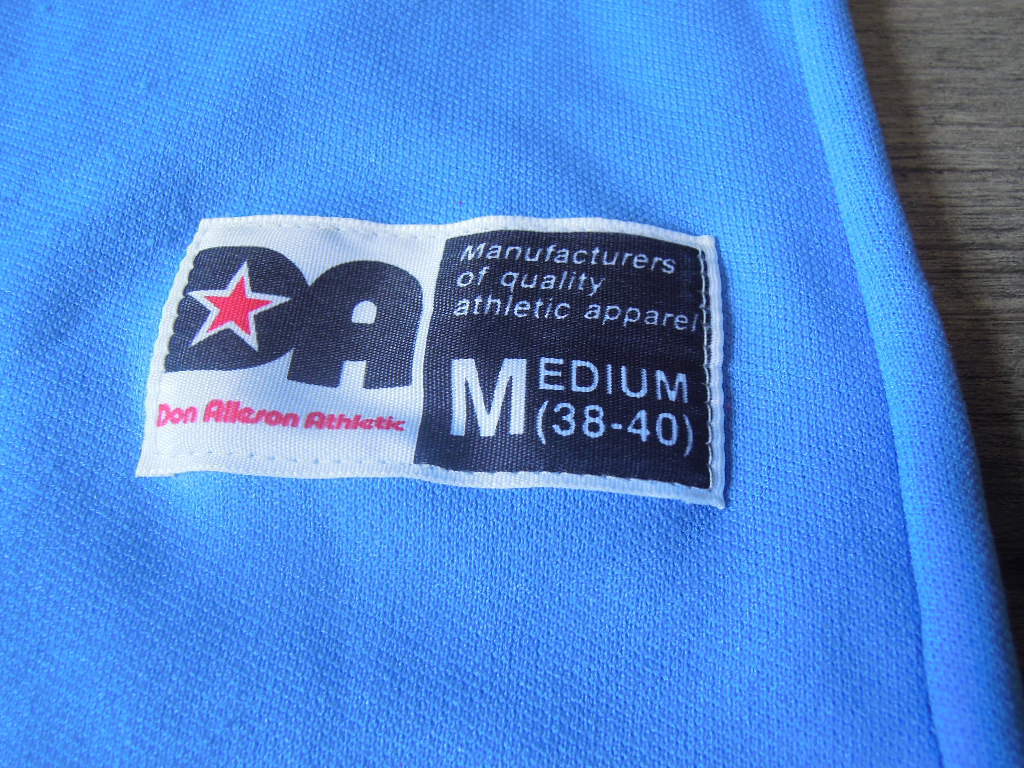 DA
Don Alleson Athletic
Manufacturers
of quality
athletic apparel
MEDIUM
(38-40)